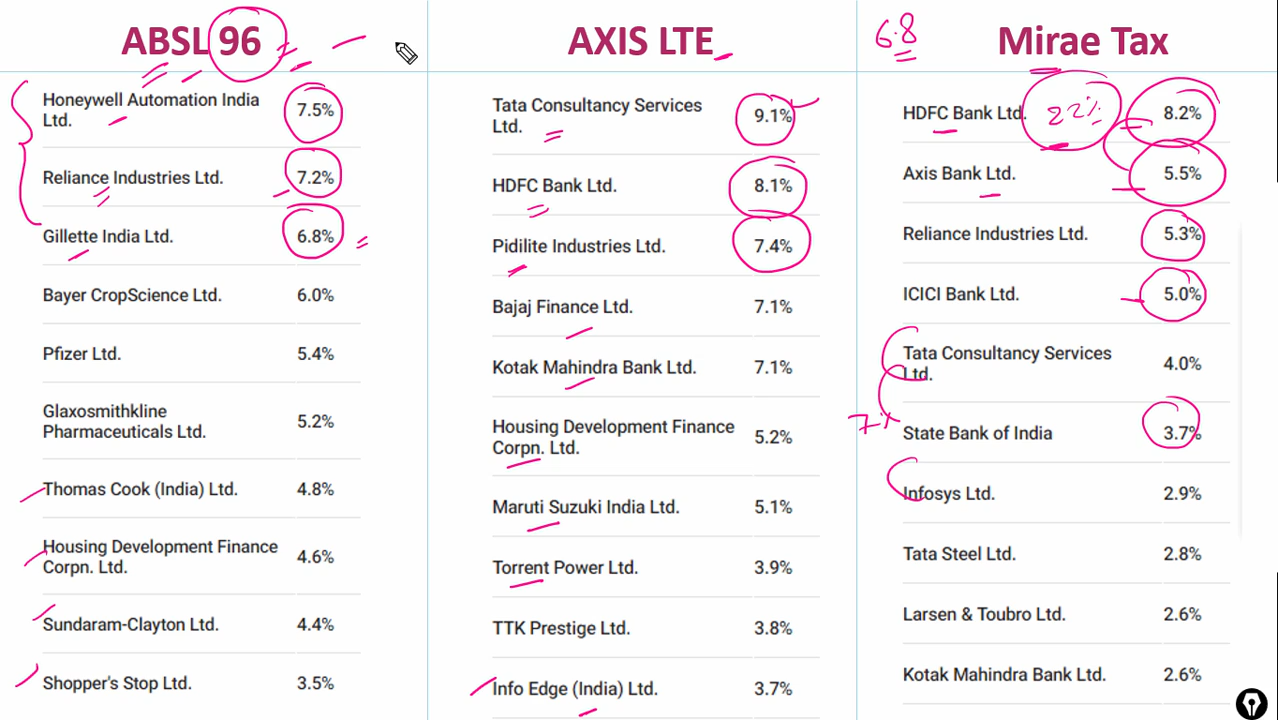 ABSL 96
Honeywell Automation India
Ltd.
7.5%
Reliance Industries Ltd.
7.2%
Gillette India Ltd.
6.8%
Bayer CropScience Ltd.
6.0%
Pfizer Ltd.
5.4%
Glaxosmithkline
Pharmaceuticals Ltd.
5.2%
Thomas Cook (India) Ltd.
4.8%
Housing Development Finance
Corpn. Ltd.
4.6%
Sundaram-Clayton Ltd.
4.4%
Shopper's Stop Ltd.
3.5%
AXIS LTE
Tata Consultancy Services
Ltd.
9.1%
HDFC Bank Ltd.
8.1%
Pidilite Industries Ltd.
7.4%
Bajaj Finance Ltd.
7.1%
Kotak Mahindra Bank Ltd.
7.1%
Housing Development Finance
Corpn. Ltd.
5.2%
Maruti Suzuki India Ltd.
5.1%
Torrent Power Ltd.
3.9%
TTK Prestige Ltd.
3.8%
Info Edge (India) Ltd.
3.7%
6.8
Mirae Tax
HDFC Bank Ltd.
22%
8.2%
Axis Bank Ltd.
5.5%
Reliance Industries Ltd.
5.3%
ICICI Bank Ltd.
5.0%
Tata Consultancy Services
Ltd.
4.0%
7%
State Bank of India
3.7%
Infosys Ltd.
2.9%
Tata Steel Ltd.
2.8%
Larsen & Toubro Ltd.
2.6%
Kotak Mahindra Bank Ltd.
2.6%